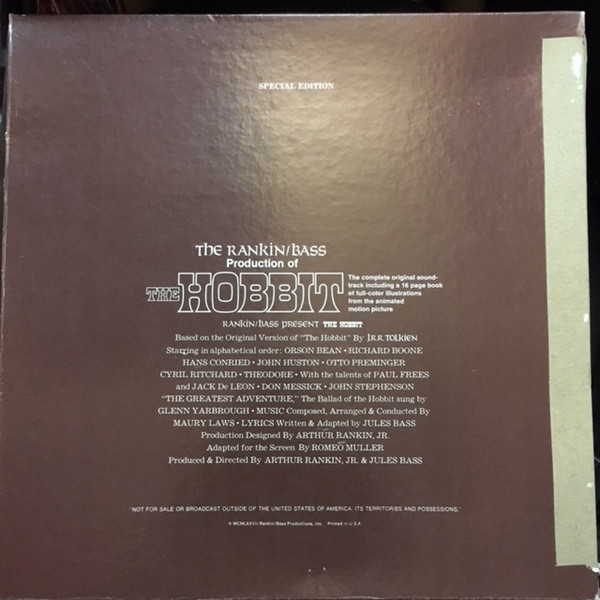 SPECIAL EDITION
The RANKIN/BASS
Production of
THE HOBBIT
The complete original sound-
track including a 16 page book
of full-color illustrations
from the animated
motion picture
RANKIN/BASS PRESENT THE HOBBIT
Based on the Original Version of "The Hobbit" By J.R.R. TOLKIEN
Starring in alphabetical order: ORSON BEAN • RICHARD BOONE
HANS CONRIED • JOHN HUSTON • OTTO PREMINGER
CYRIL RITCHARD • THEODORE • With the talents of PAUL FREES
and JACK De LEON • DON MESSICK • JOHN STEPHENSON
"THE GREATEST ADVENTURE," The Ballad of the Hobbit sung by
GLENN YARBROUGH • MUSIC Composed, Arranged & Conducted By
MAURY LAWS • LYRICS Written & Adapted by JULES BASS
Production Designed By ARTHUR RANKIN, JR.
Adapted for the Screen By ROMEO MULLER
Produced & Directed By ARTHUR RANKIN, JR. & JULES BASS
"NOT FOR SALE OR BROADCAST OUTSIDE OF THE UNITED STATES OF AMERICA, ITS TERRITORIES AND POSSESSIONS."
© MCMLXXVII Rankin/Bass Productions, Inc. Printed in U.S.A.